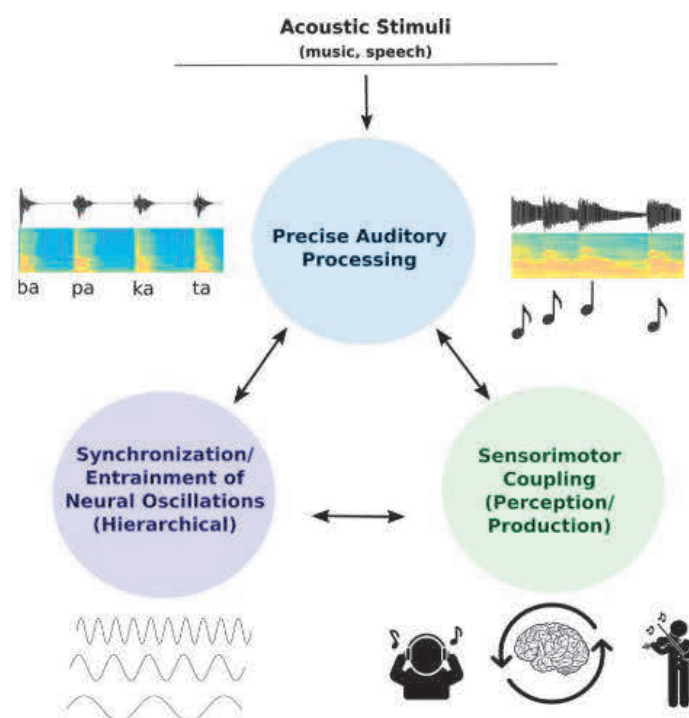 Acoustic Stimuli
(music, speech)
Precise Auditory
Processing
ba pa ka ta
Synchronization/
Entrainment of
Neural Oscillations
(Hierarchical)
Sensorimotor
Coupling
(Perception/
Production)